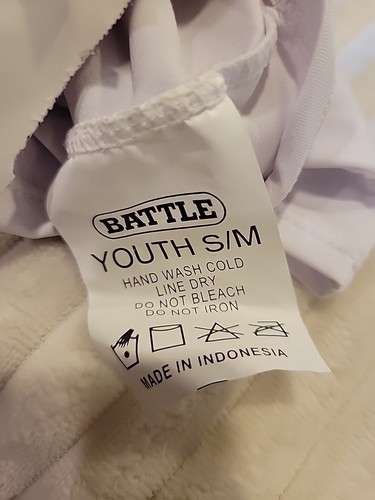 BATTLE
YOUTH S/M
HAND WASH COLD
LINE DRY
DO NOT BLEACH
DO NOT IRON
MADE IN INDONESIA